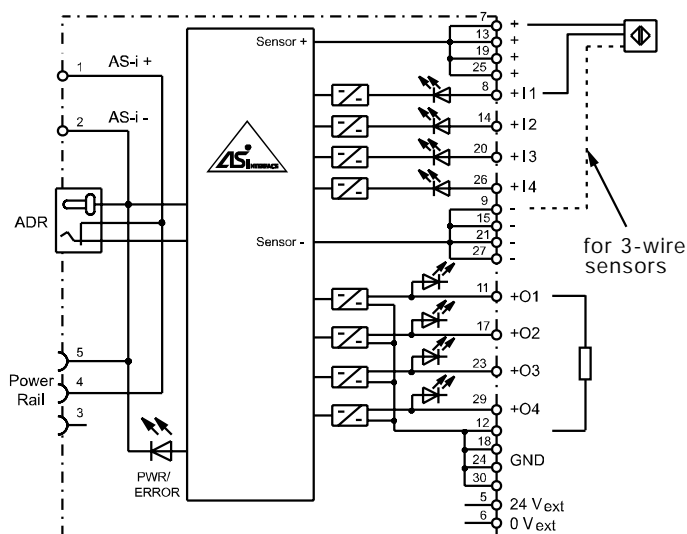 7 +
Sensor + 13 +
19 +
25 +
1 AS-i +
8 +I1
2 AS-i -
14 +I2
ASi
INTERFACE
20 +I3
26 +I4
9 -
ADR
15 -
Sensor - 21 -
27 -
for 3-wire
sensors
11 +O1
17 +O2
5
23 +O3
Power
Rail
4
3
29 +O4
12
18
GND
24
30
PWR/
ERROR
5 24 Vext
6 0 Vext